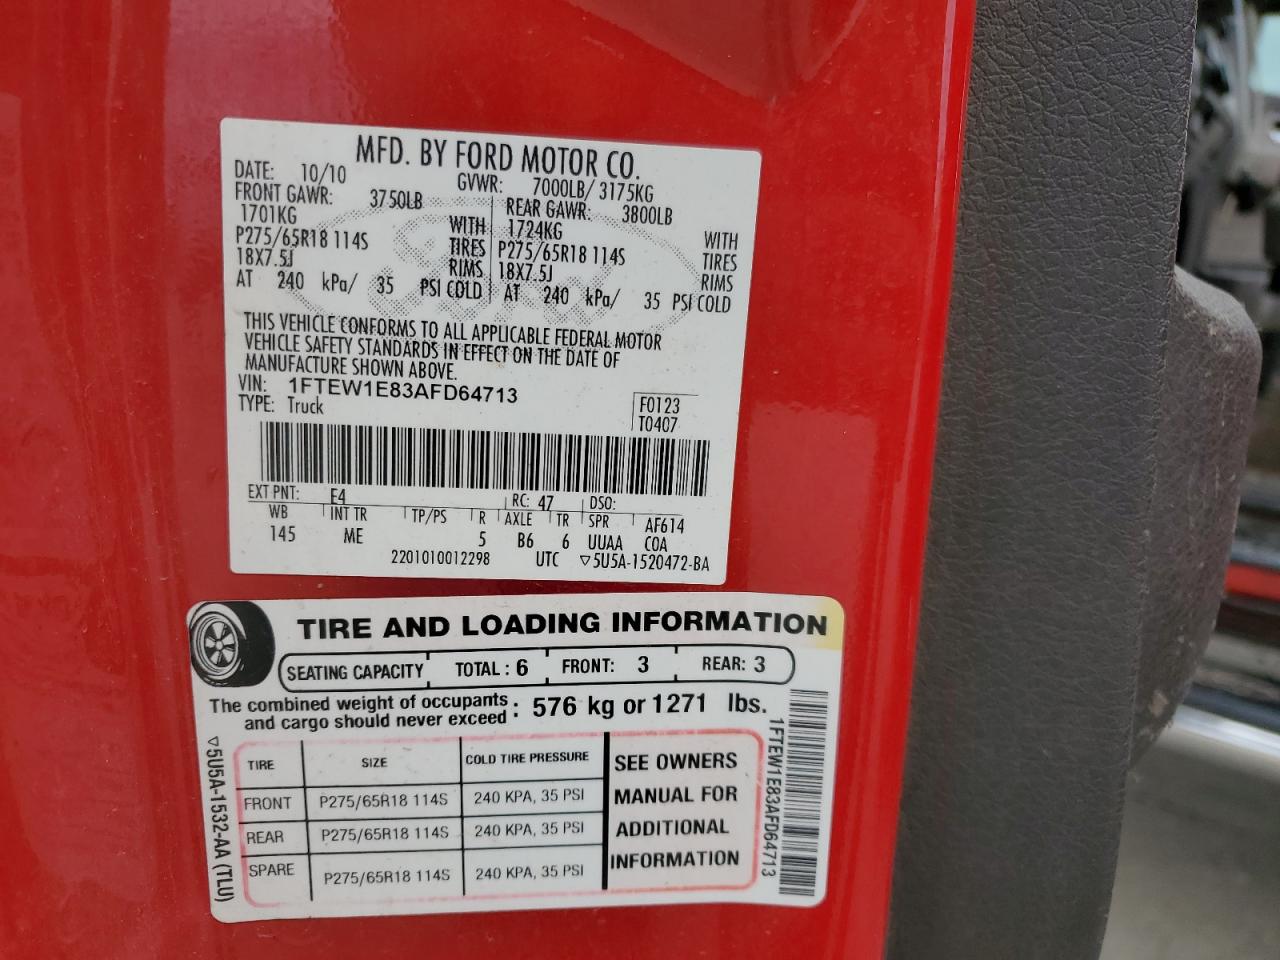 MFD. BY FORD MOTOR CO.
DATE: 10/10 GVWR: 7000LB/ 3175KG
FRONT GAWR: 3750LB REAR GAWR: 3800LB
1701KG WITH 1724KG WITH
P275/65R18 114S TIRES P275/65R18 114S TIRES
18X7.5J RIMS 18X7.5J RIMS
AT 240 kPa/ 35 PSI COLD AT 240 kPa/ 35 PSI COLD
THIS VEHICLE CONFORMS TO ALL APPLICABLE FEDERAL MOTOR
VEHICLE SAFETY STANDARDS IN EFFECT ON THE DATE OF
MANUFACTURE SHOWN ABOVE.
VIN: 1FTEW1E83AFD64713
TYPE: Truck
F0123
T0407
EXT PNT: E4 RC: 47 DSO:
WB INT TR TP/PS R AXLE TR SPR AF614
145 ME 5 B6 6 UUAA COA
2201010012298 UTC ▽5U5A-1520472-BA
TIRE AND LOADING INFORMATION
SEATING CAPACITY TOTAL: 6 FRONT: 3 REAR: 3
The combined weight of occupants
and cargo should never exceed : 576 kg or 1271 lbs.
TIRE SIZE COLD TIRE PRESSURE
FRONT P275/65R18 114S 240 KPA, 35 PSI
REAR P275/65R18 114S 240 KPA, 35 PSI
SPARE P275/65R18 114S 240 KPA, 35 PSI
SEE OWNERS
MANUAL FOR
ADDITIONAL
INFORMATION
▽5U5A-1532-AA (TLU)
1FTEW1E83AFD64713